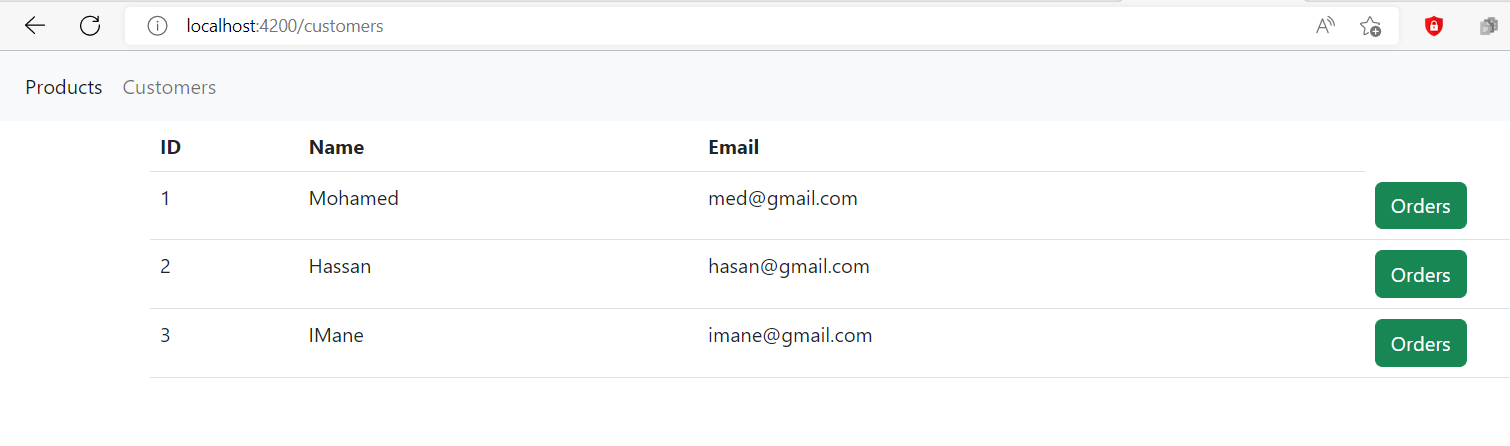 localhost:4200/customers
Products Customers
ID Name Email
1 Mohamed med@gmail.com Orders
2 Hassan hasan@gmail.com Orders
3 IMane imane@gmail.com Orders